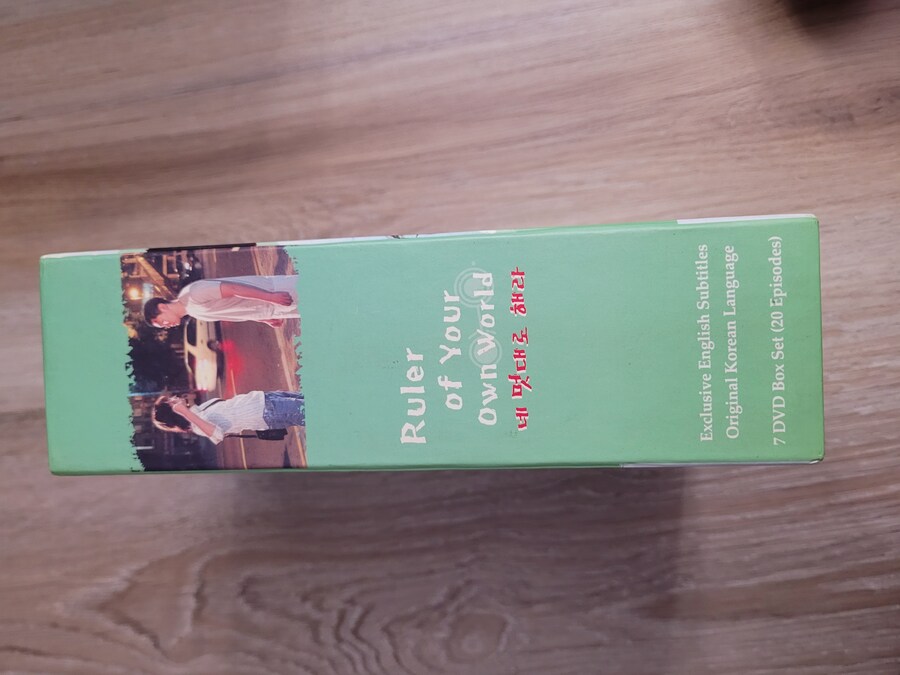 Ruler
of Your
Own World
네 멋대로 해라
Exclusive English Subtitles
Original Korean Language
7 DVD Box Set (20 Episodes)